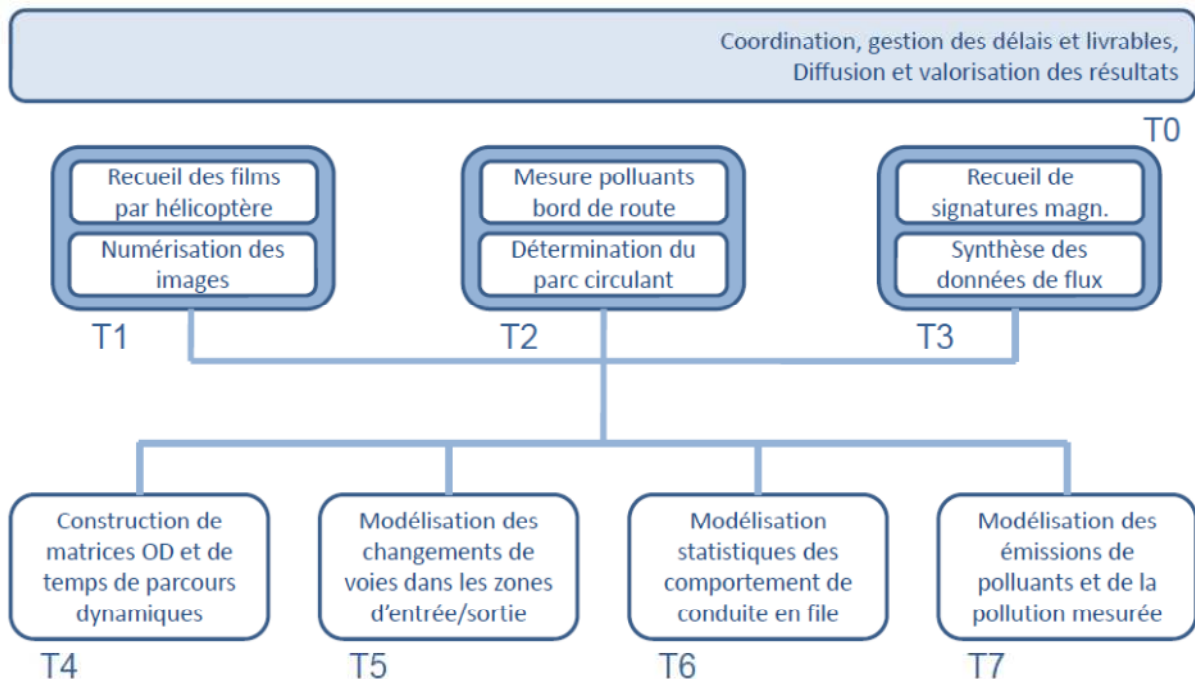 Coordination, gestion des délais et livrables,
Diffusion et valorisation des résultats
T0
Recueil des films
par hélicoptère
Numérisation des
images
T1
Mesure polluants
bord de route
Détermination du
parc circulant
T2
Recueil de
signatures magn.
Synthèse des
données de flux
T3
Construction de
matrices OD et de
temps de parcours
dynamiques
T4
Modélisation des
changements de
voies dans les zones
d'entrée/sortie
T5
Modélisation
statistiques des
comportement de
conduite en file
T6
Modélisation des
émissions de
polluants et de la
pollution mesurée
T7